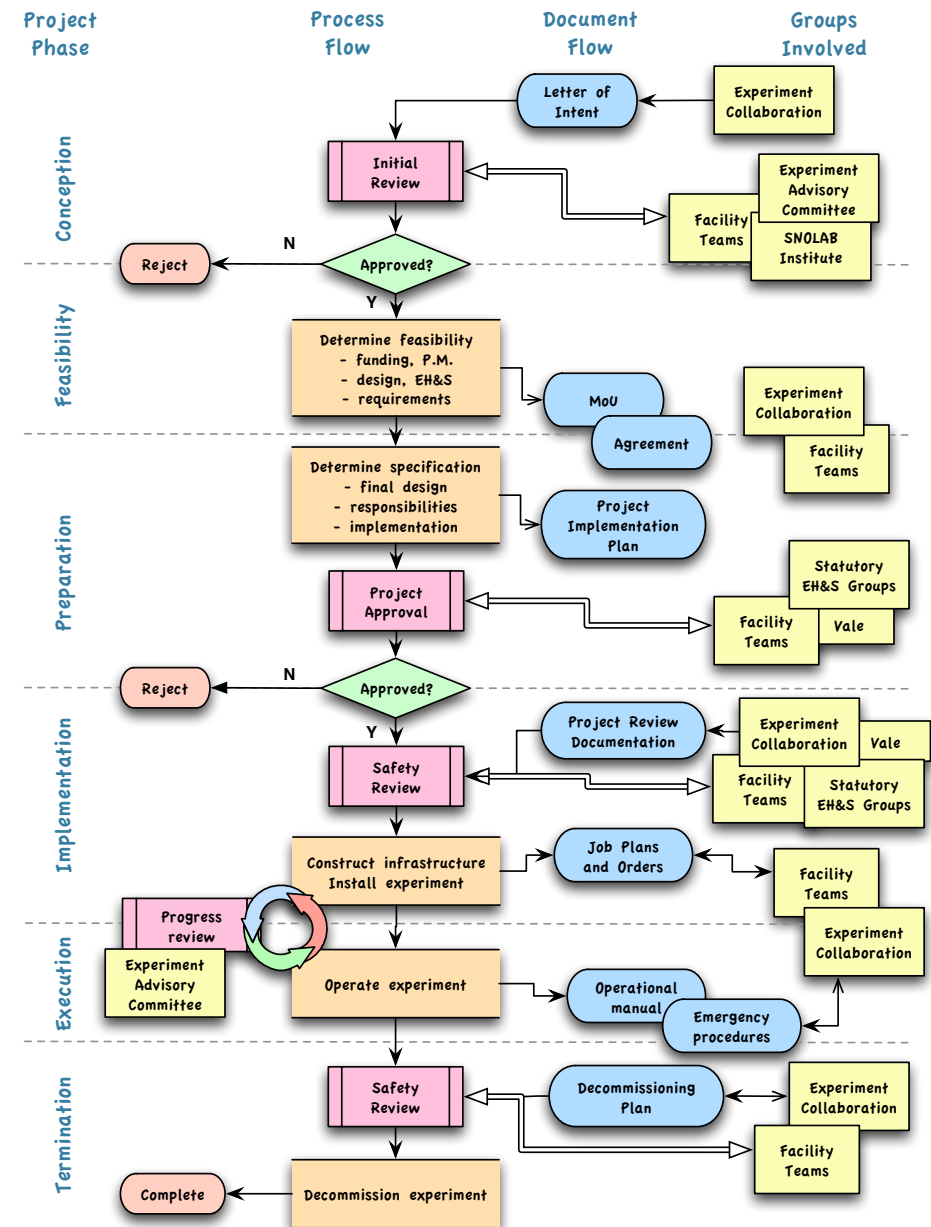 Project
Phase
Process
Flow
Document
Flow
Groups
Involved
Conception
Letter of
Intent
Experiment
Collaboration
Initial
Review
Experiment
Advisory
Committee
Facility
Teams
SNOLAB
Institute
Approved?
N
Reject
Y
Feasibility
Determine feasibility
- funding, P.M.
- design, EH&S
- requirements
MoU
Agreement
Experiment
Collaboration
Facility
Teams
Preparation
Determine specification
- final design
- responsibilities
- implementation
Project
Implementation
Plan
Project
Approval
Statutory
EH&S Groups
Facility
Teams
Vale
Approved?
N
Reject
Y
Implementation
Project Review
Documentation
Experiment
Collaboration
Vale
Safety
Review
Facility
Teams
Statutory
EH&S Groups
Construct infrastructure
Install experiment
Job Plans
and Orders
Facility
Teams
Experiment
Collaboration
Progress
review
Experiment
Advisory
Committee
Execution
Operate experiment
Operational
manual
Emergency
procedures
Termination
Safety
Review
Decommissioning
Plan
Experiment
Collaboration
Facility
Teams
Decommission experiment
Complete